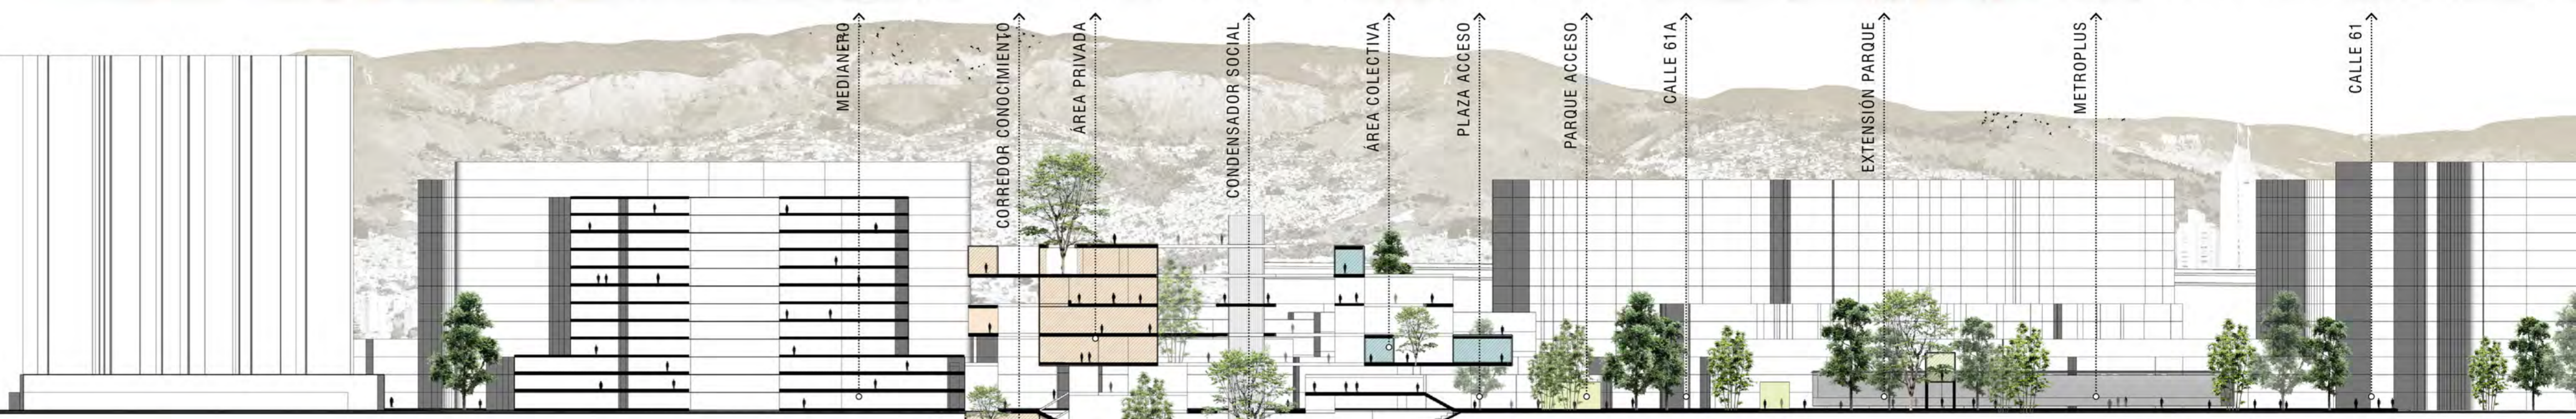 MEDIANERO
CORREDOR CONOCIMIENTO
ÁREA PRIVADA
CONDENSADOR SOCIAL
ÁREA COLECTIVA
PLAZA ACCESO
PARQUE ACCESO
CALLE 61A
EXTENSIÓN PARQUE
METROPLUS
CALLE 61